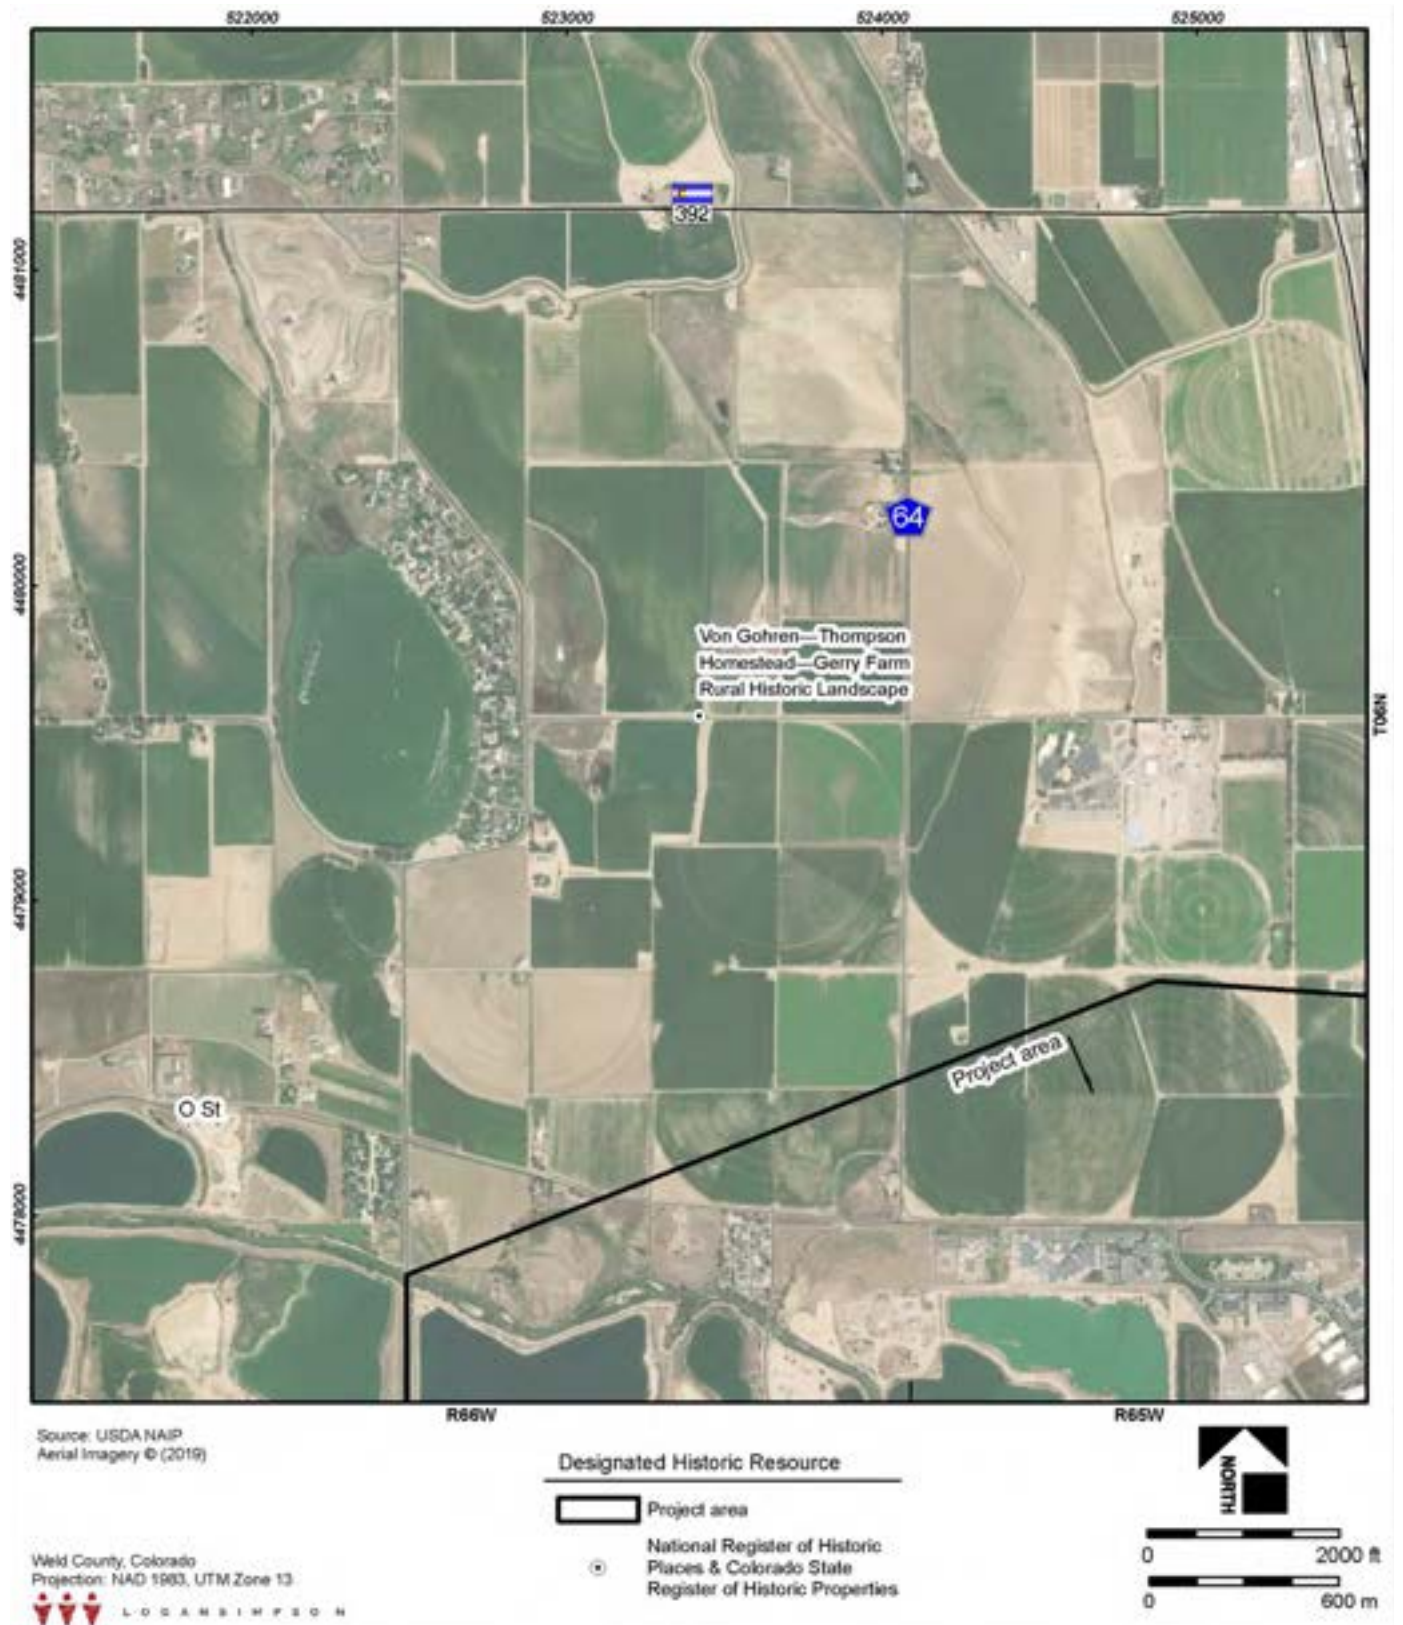 522000
523000
524000
525000
392
4481000
64
4480000
Von Gohren—Thompson
Homestead—Gerry Farm
Rural Historic Landscape
T06N
4479000
Project area
O St
4478000
R66W
R65W
Source: USDA NAIP
Aerial Imagery © (2019)
Designated Historic Resource
Project area
National Register of Historic
Places & Colorado State
Register of Historic Properties
NORTH
0 2000 ft
0 600 m
Weld County, Colorado
Projection: NAD 1983, UTM Zone 13
LOGANSIMPSON